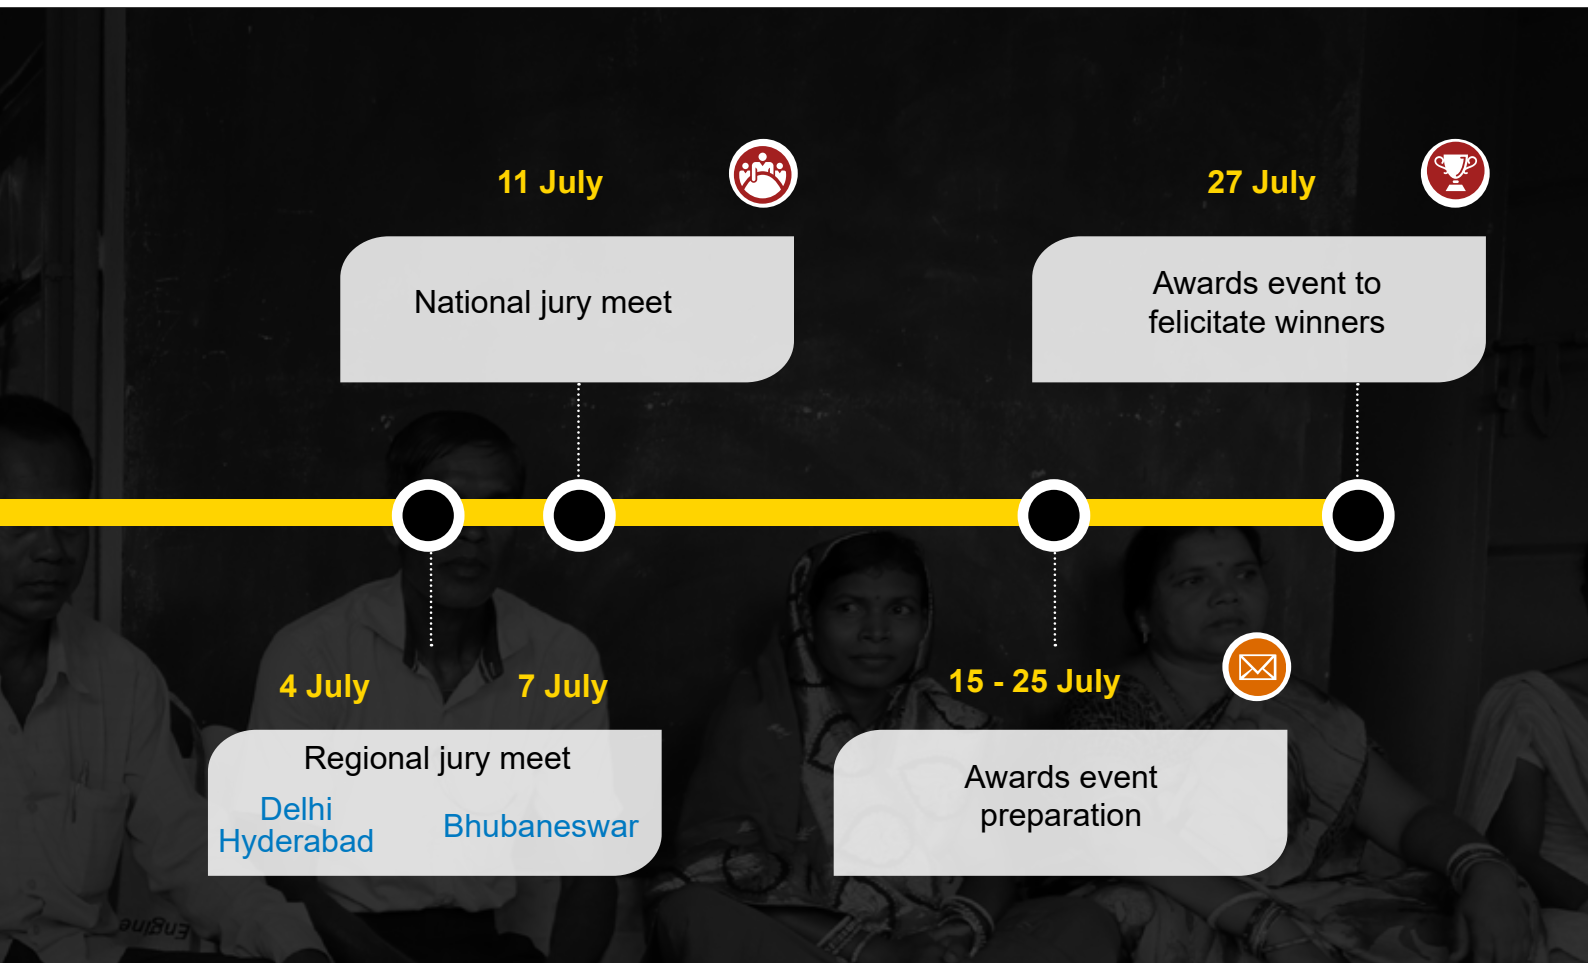 11 July
27 July
National jury meet
Awards event to
felicitate winners
4 July
7 July
15 - 25 July
Regional jury meet
Delhi
Hyderabad
Bhubaneswar
Awards event
preparation
Engine